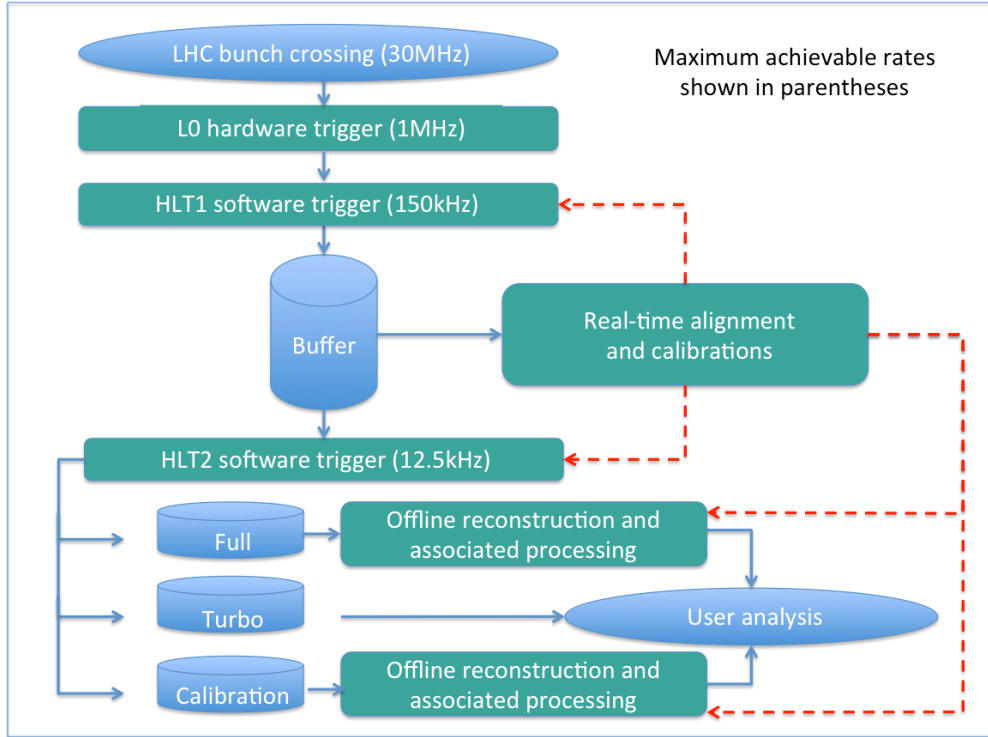 LHC bunch crossing (30MHz)
Maximum achievable rates
shown in parentheses
L0 hardware trigger (1MHz)
HLT1 software trigger (150kHz)
Buffer
Real-time alignment
and calibrations
HLT2 software trigger (12.5kHz)
Full
Offline reconstruction and
associated processing
Turbo
User analysis
Calibration
Offline reconstruction and
associated processing